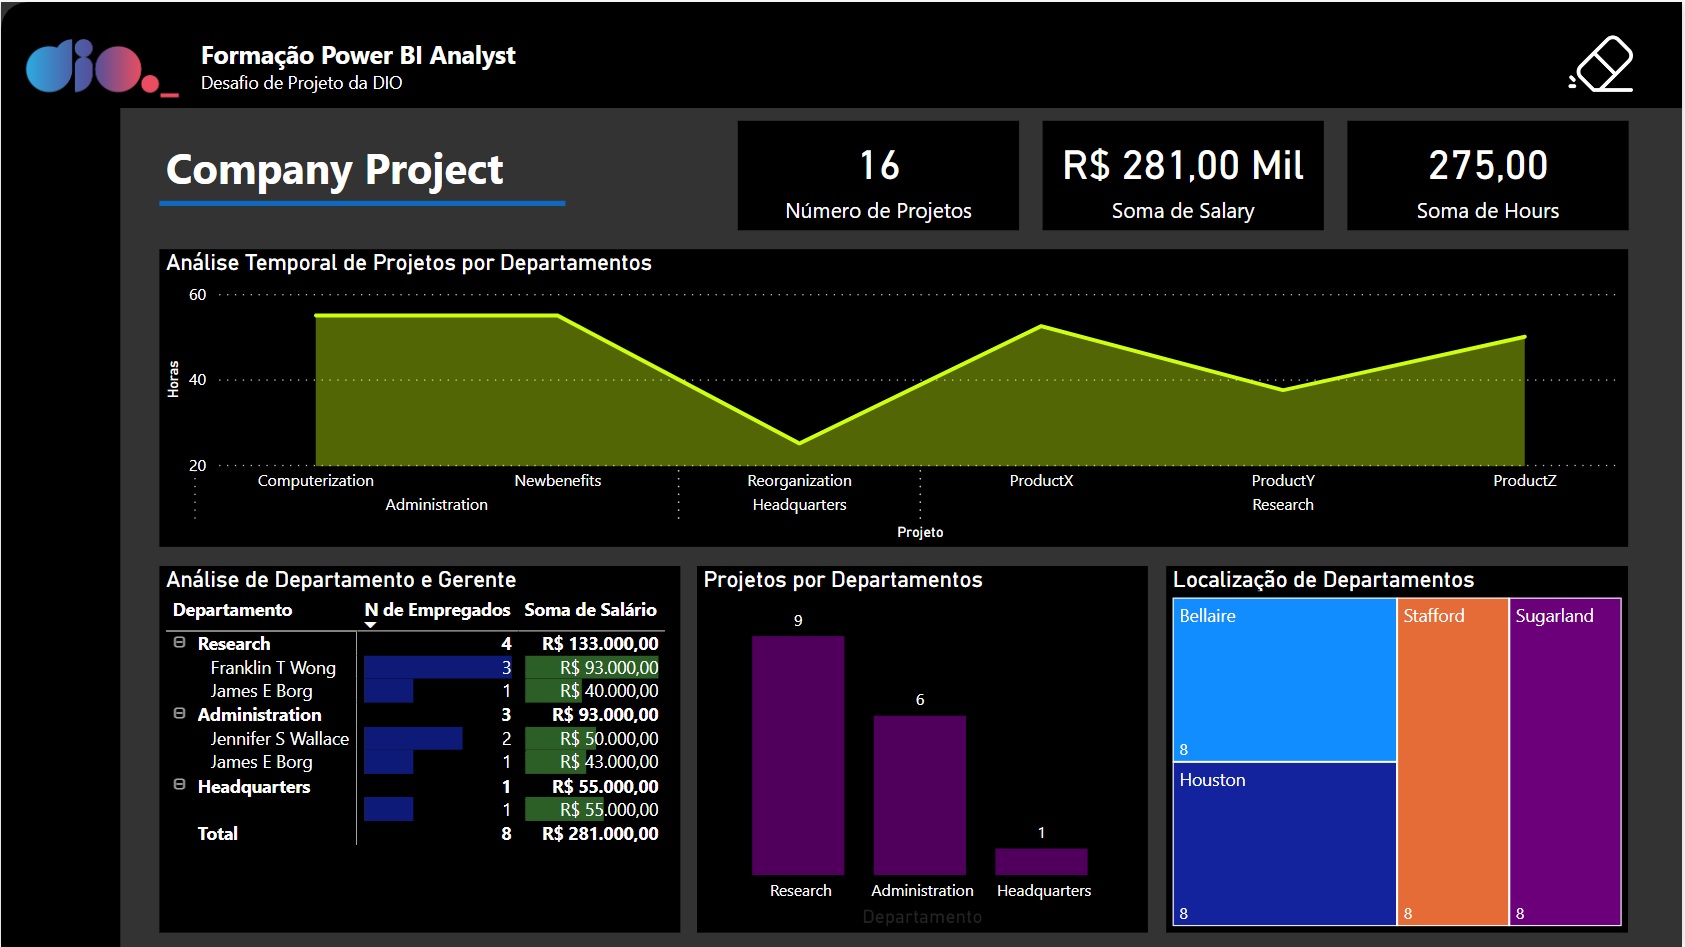 dio._
Formação Power BI Analyst
Desafio de Projeto da DIO
Company Project
16
Número de Projetos
R$ 281,00 Mil
Soma de Salary
275,00
Soma de Hours
Análise Temporal de Projetos por Departamentos
60
40
20
Horas
Computerization Newbenefits Reorganization ProductX ProductY ProductZ
Administration Headquarters Research
Projeto
Análise de Departamento e Gerente
Departamento N de Empregados Soma de Salário
Research 4 R$ 133.000,00
Franklin T Wong 3 R$ 93.000,00
James E Borg 1 R$ 40.000,00
Administration 3 R$ 93.000,00
Jennifer S Wallace 2 R$ 50.000,00
James E Borg 1 R$ 43.000,00
Headquarters 1 R$ 55.000,00
1 R$ 55.000,00
Total 8 R$ 281.000,00
Projetos por Departamentos
9
6
1
Research Administration Headquarters
Departamento
Localização de Departamentos
Bellaire
8
Houston
8
Stafford
8
Sugarland
8